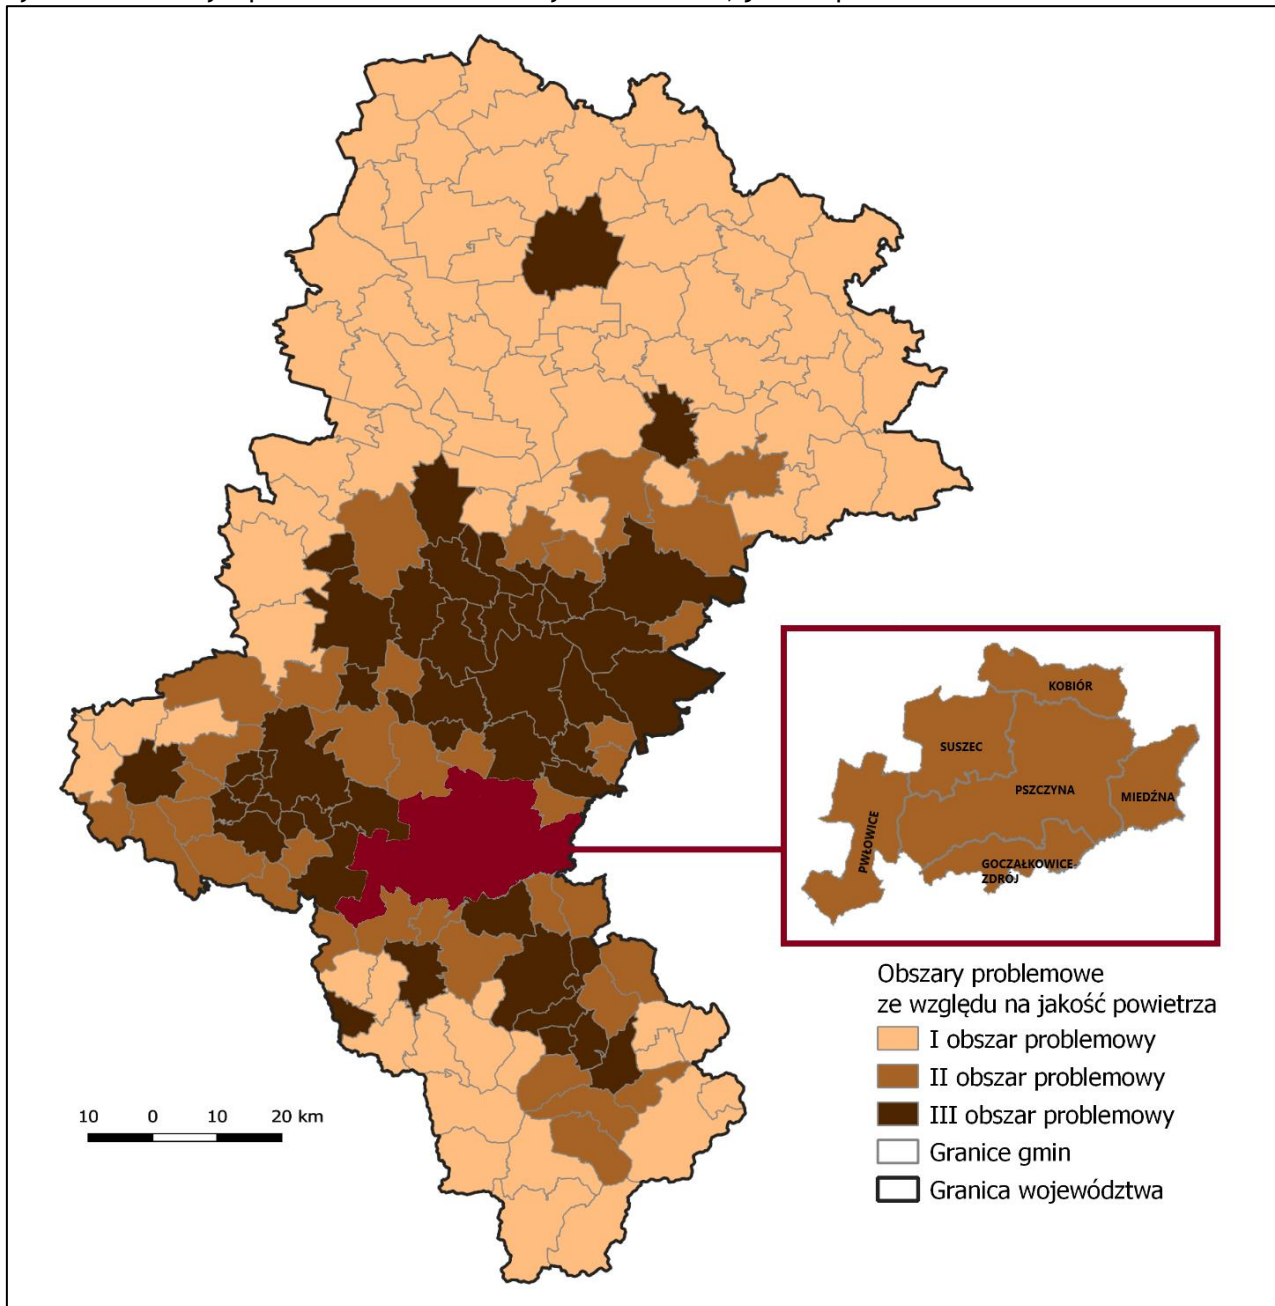 KOBIÓR
SUSZEC
PSZCZYNA
MIEDŹNA
PWŁOWICE
GOCZAŁKOWICE
ZDRÓJ
Obszary problemowe
ze względu na jakość powietrza
I obszar problemowy
II obszar problemowy
III obszar problemowy
Granice gmin
Granica województwa
10 0 10 20 km